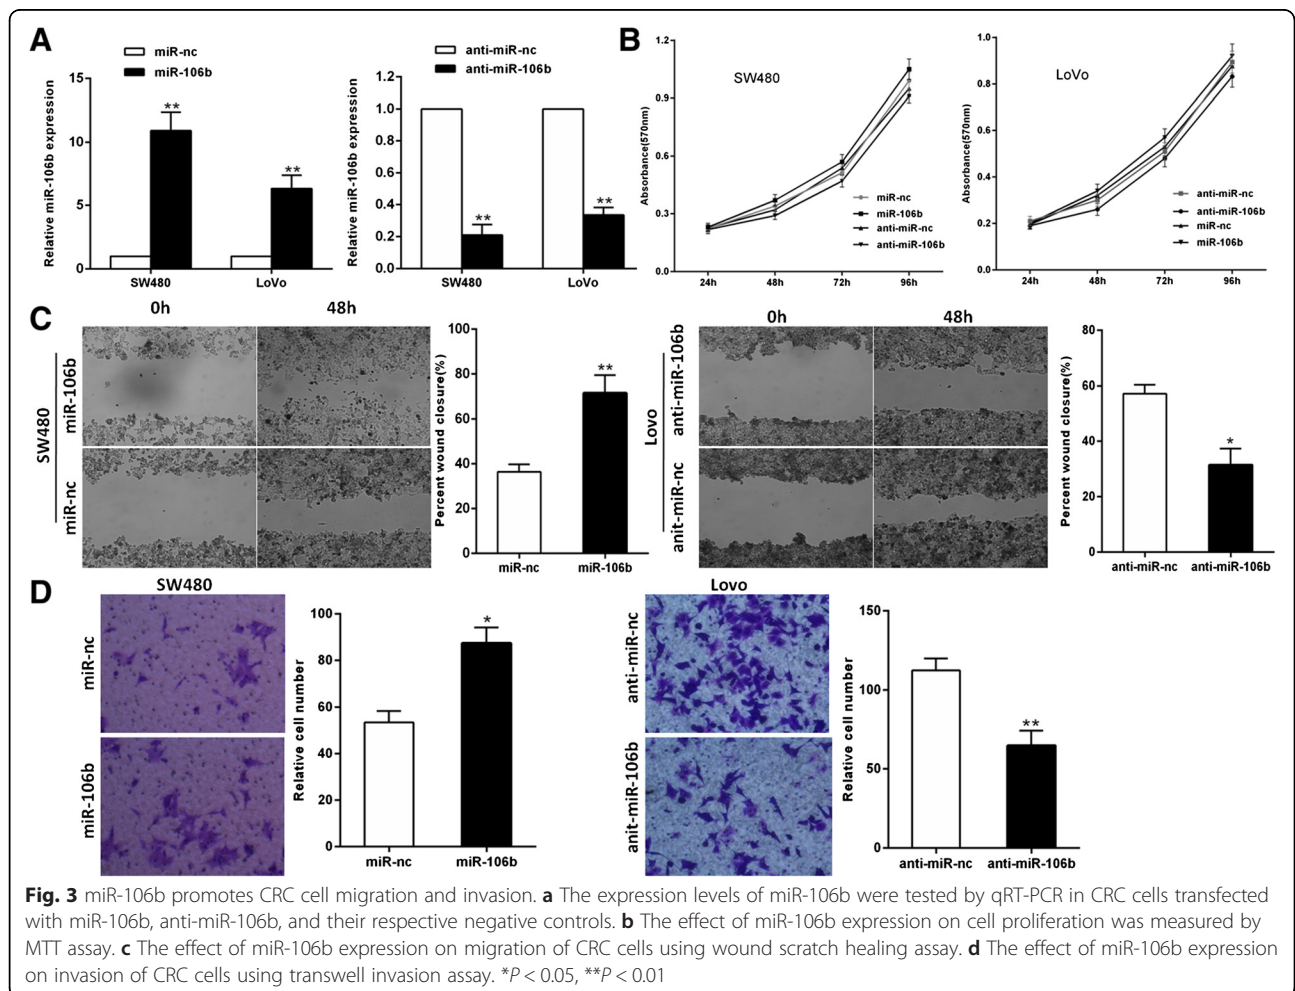 A
miR-nc
miR-106b
Relative miR-106b expression
15
10
5
0
**
**
SW480
LoVo
anti-miR-nc
anti-miR-106b
Relative miR-106b expression
1.2
1.0
0.8
0.6
0.4
0.2
0.0
**
**
SW480
LoVo
B
SW480
Absorbance(570nm)
1.2
0.9
0.6
0.3
0.0
24h
48h
72h
96h
miR-nc
miR-106b
anti-miR-nc
anti-miR-106b
LoVo
Absorbance(570nm)
1.0
0.8
0.6
0.4
0.2
0.0
24h
48h
72h
96h
anti-miR-nc
anti-miR-106b
miR-nc
miR-106b
C
0h
48h
SW480
miR-106b
miR-nc
Percent wound closure(%)
100
80
60
40
20
0
**
miR-nc
miR-106b
0h
48h
Lovo
anti-miR-106b
anit-miR-nc
Percent wound closure(%)
80
60
40
20
0
*
anti-miR-nc
anti-miR-106b
D
SW480
miR-nc
miR-106b
Relative cell number
100
80
60
40
20
0
*
miR-nc
miR-106b
Lovo
anti-miR-nc
anit-miR-106b
Relative cell number
150
100
50
0
**
anti-miR-nc
anti-miR-106b
Fig. 3 miR-106b promotes CRC cell migration and invasion. a The expression levels of miR-106b were tested by qRT-PCR in CRC cells transfected
with miR-106b, anti-miR-106b, and their respective negative controls. b The effect of miR-106b expression on cell proliferation was measured by
MTT assay. c The effect of miR-106b expression on migration of CRC cells using wound scratch healing assay. d The effect of miR-106b expression
on invasion of CRC cells using transwell invasion assay. *P < 0.05, **P < 0.01